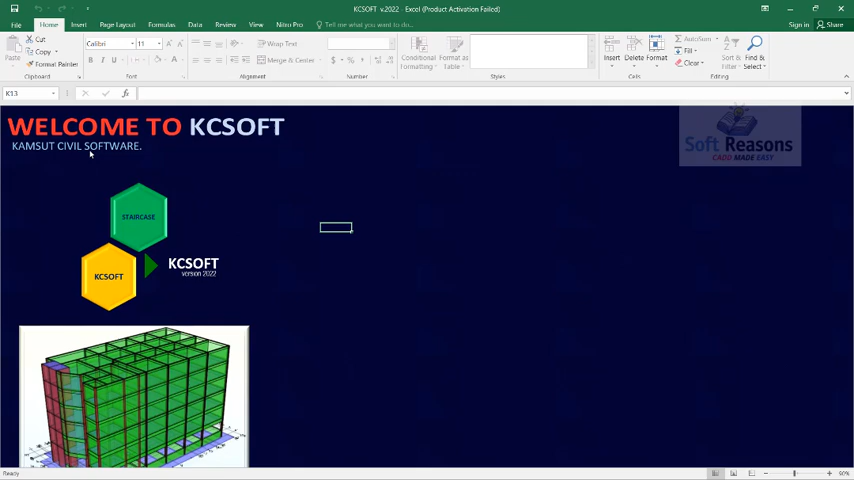 KCSOFT v.2022 - Excel (Product Activation Failed)
File Home Insert Page Layout Formulas Data Review View Nitro Pro Tell me what you want to do... Sign in Share
Cut
Copy
Format Painter
Paste
Clipboard
Calibri 11
B I U
Font
Wrap Text
Merge & Center
Alignment
Number
Conditional Formatting
Format as Table
Styles
Insert Delete Format
Cells
AutoSum
Fill
Clear
Sort & Filter
Find & Select
Editing
K13
fx
WELCOME TO KCSOFT
KAMSUT CIVIL SOFTWARE.
Soft Reasons
CADD MADE EASY
STAIRCASE
KCSOFT
KCSOFT
version 2022
Ready
90%